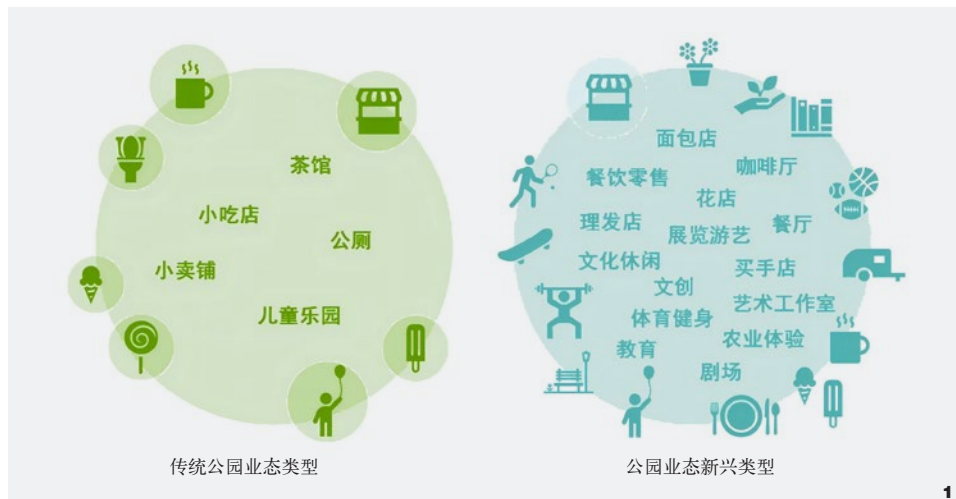 茶馆
小吃店
公厕
小卖铺
儿童乐园
传统公园业态类型
面包店
咖啡厅
餐饮零售
花店
理发店
餐厅
展览游艺
文化休闲
买手店
文创
艺术工作室
体育健身
农业体验
教育
剧场
公园业态新兴类型
1